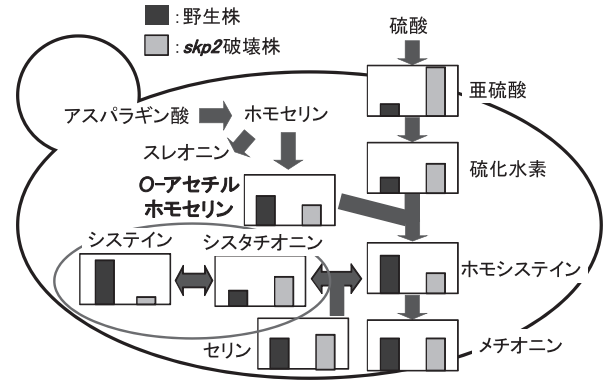 : 野生株
: skp2破壊株
硫酸
亜硫酸
アスパラギン酸
ホモセリン
スレオニン
硫化水素
O-アセチル
ホモセリン
システイン
シスタチオニン
ホモシステイン
セリン
メチオニン